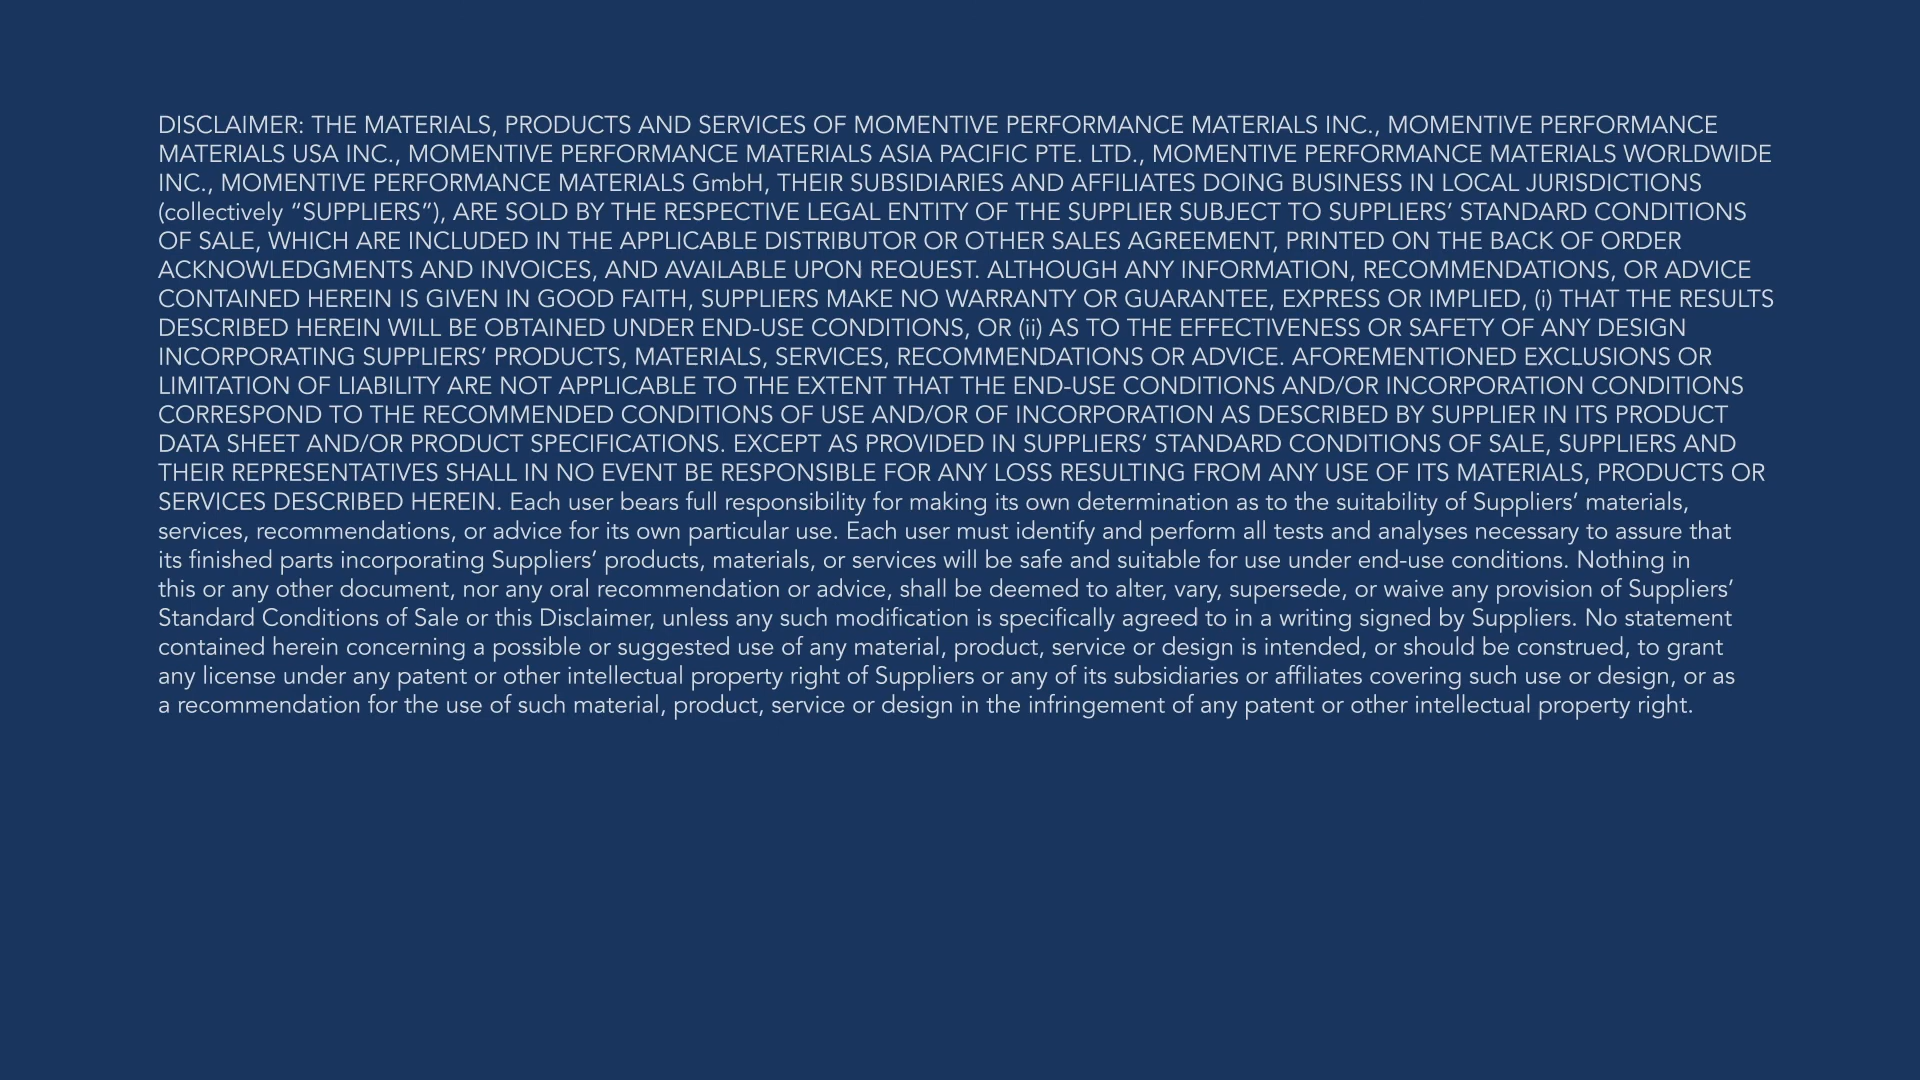 DISCLAIMER: THE MATERIALS, PRODUCTS AND SERVICES OF MOMENTIVE PERFORMANCE MATERIALS INC., MOMENTIVE PERFORMANCE
MATERIALS USA INC., MOMENTIVE PERFORMANCE MATERIALS ASIA PACIFIC PTE. LTD., MOMENTIVE PERFORMANCE MATERIALS WORLDWIDE
INC., MOMENTIVE PERFORMANCE MATERIALS GmbH, THEIR SUBSIDIARIES AND AFFILIATES DOING BUSINESS IN LOCAL JURISDICTIONS
(collectively “SUPPLIERS”), ARE SOLD BY THE RESPECTIVE LEGAL ENTITY OF THE SUPPLIER SUBJECT TO SUPPLIERS’ STANDARD CONDITIONS
OF SALE, WHICH ARE INCLUDED IN THE APPLICABLE DISTRIBUTOR OR OTHER SALES AGREEMENT, PRINTED ON THE BACK OF ORDER
ACKNOWLEDGMENTS AND INVOICES, AND AVAILABLE UPON REQUEST. ALTHOUGH ANY INFORMATION, RECOMMENDATIONS, OR ADVICE
CONTAINED HEREIN IS GIVEN IN GOOD FAITH, SUPPLIERS MAKE NO WARRANTY OR GUARANTEE, EXPRESS OR IMPLIED, (i) THAT THE RESULTS
DESCRIBED HEREIN WILL BE OBTAINED UNDER END-USE CONDITIONS, OR (ii) AS TO THE EFFECTIVENESS OR SAFETY OF ANY DESIGN
INCORPORATING SUPPLIERS’ PRODUCTS, MATERIALS, SERVICES, RECOMMENDATIONS OR ADVICE. AFOREMENTIONED EXCLUSIONS OR
LIMITATION OF LIABILITY ARE NOT APPLICABLE TO THE EXTENT THAT THE END-USE CONDITIONS AND/OR INCORPORATION CONDITIONS
CORRESPOND TO THE RECOMMENDED CONDITIONS OF USE AND/OR OF INCORPORATION AS DESCRIBED BY SUPPLIER IN ITS PRODUCT
DATA SHEET AND/OR PRODUCT SPECIFICATIONS. EXCEPT AS PROVIDED IN SUPPLIERS’ STANDARD CONDITIONS OF SALE, SUPPLIERS AND
THEIR REPRESENTATIVES SHALL IN NO EVENT BE RESPONSIBLE FOR ANY LOSS RESULTING FROM ANY USE OF ITS MATERIALS, PRODUCTS OR
SERVICES DESCRIBED HEREIN. Each user bears full responsibility for making its own determination as to the suitability of Suppliers’ materials,
services, recommendations, or advice for its own particular use. Each user must identify and perform all tests and analyses necessary to assure that
its finished parts incorporating Suppliers’ products, materials, or services will be safe and suitable for use under end-use conditions. Nothing in
this or any other document, nor any oral recommendation or advice, shall be deemed to alter, vary, supersede, or waive any provision of Suppliers’
Standard Conditions of Sale or this Disclaimer, unless any such modification is specifically agreed to in a writing signed by Suppliers. No statement
contained herein concerning a possible or suggested use of any material, product, service or design is intended, or should be construed, to grant
any license under any patent or other intellectual property right of Suppliers or any of its subsidiaries or affiliates covering such use or design, or as
a recommendation for the use of such material, product, service or design in the infringement of any patent or other intellectual property right.